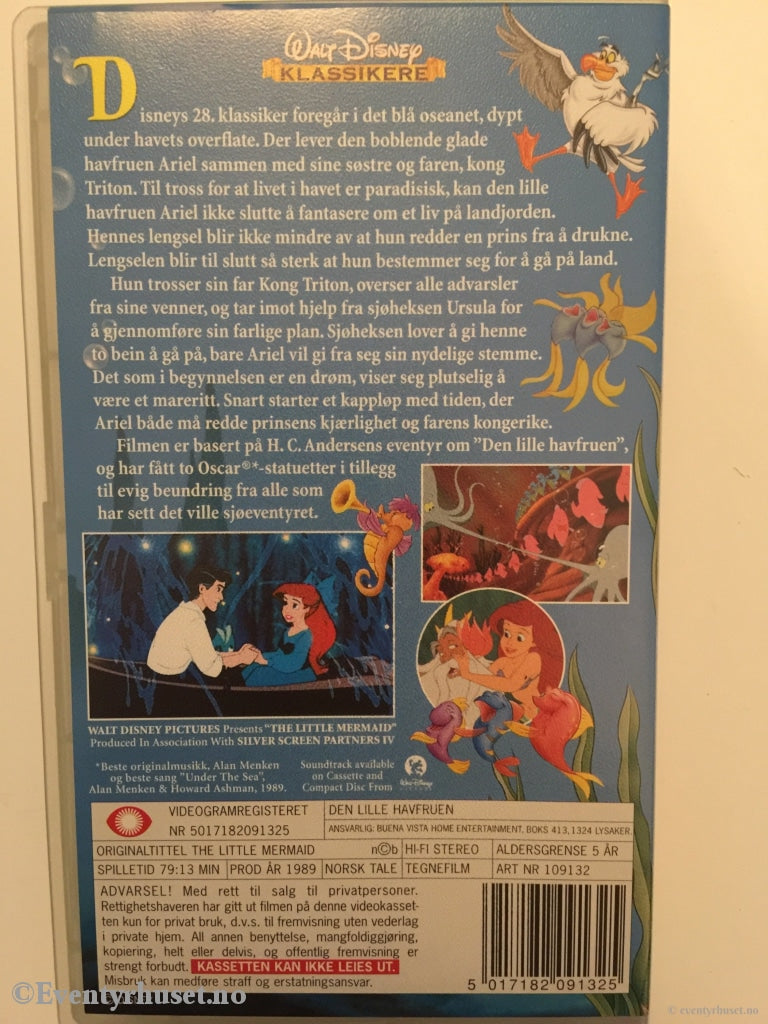 WALT DISNEY
KLASSIKERE
Disneys 28. klassiker foregår i det blå oseanet, dypt
under havets overflate. Der lever den boblende glade
havfruen Ariel sammen med sine søstre og faren, kong
Triton. Til tross for at livet i havet er paradisisk, kan den lille
havfruen Ariel ikke slutte å fantasere om et liv på landjorden.
Hennes lengsel blir ikke mindre av at hun redder en prins fra å drukne.
Lengselen blir til slutt så sterk at hun bestemmer seg for å gå på land.
Hun trosser sin far Kong Triton, overser alle advarsler
fra sine venner, og tar imot hjelp fra sjøheksen Ursula for
å gjennomføre sin farlige plan. Sjøheksen lover å gi henne
to bein å gå på, bare Ariel vil gi fra seg sin nydelige stemme.
Det som i begynnelsen er en drøm, viser seg plutselig å
være et mareritt. Snart starter et kappløp med tiden, der
Ariel både må redde prinsens kjærlighet og farens kongerike.
Filmen er basert på H. C. Andersens eventyr om "Den lille havfruen",
og har fått to Oscar®*-statuetter i tillegg
til evig beundring fra alle som
har sett det ville sjøeventyret.
WALT DISNEY PICTURES Presents "THE LITTLE MERMAID"
Produced In Association With SILVER SCREEN PARTNERS IV
*Beste originalmusikk, Alan Menken
og beste sang "Under The Sea",
Alan Menken & Howard Ashman, 1989.
Soundtrack available
on Cassette and
Compact Disc From
Walt Disney
VIDEOGRAMREGISTERET
NR 5017182091325
DEN LILLE HAVFRUEN
ANSVARLIG: BUENA VISTA HOME ENTERTAINMENT, BOKS 413, 1324 LYSAKER.
ORIGINALTITTEL THE LITTLE MERMAID n©b HI-FI STEREO ALDERSGRENSE 5 ÅR
SPILLETID 79:13 MIN PROD ÅR 1989 NORSK TALE TEGNEFILM ART NR 109132
ADVARSEL! Med rett til salg til privatpersoner.
Rettighetshaveren har gitt ut filmen på denne videokasset-
ten kun for privat bruk, d.v.s. til fremvisning uten vederlag
i private hjem. All annen benyttelse, mangfoldiggjøring,
kopiering, helt eller delvis, og offentlig fremvisning er
strengt forbudt. KASSETTEN KAN IKKE LEIES UT.
Misbruk kan medføre straff og erstatningsansvar.
5 017182 091325
©Eventyrhuset.no
© eventyrhuset.no